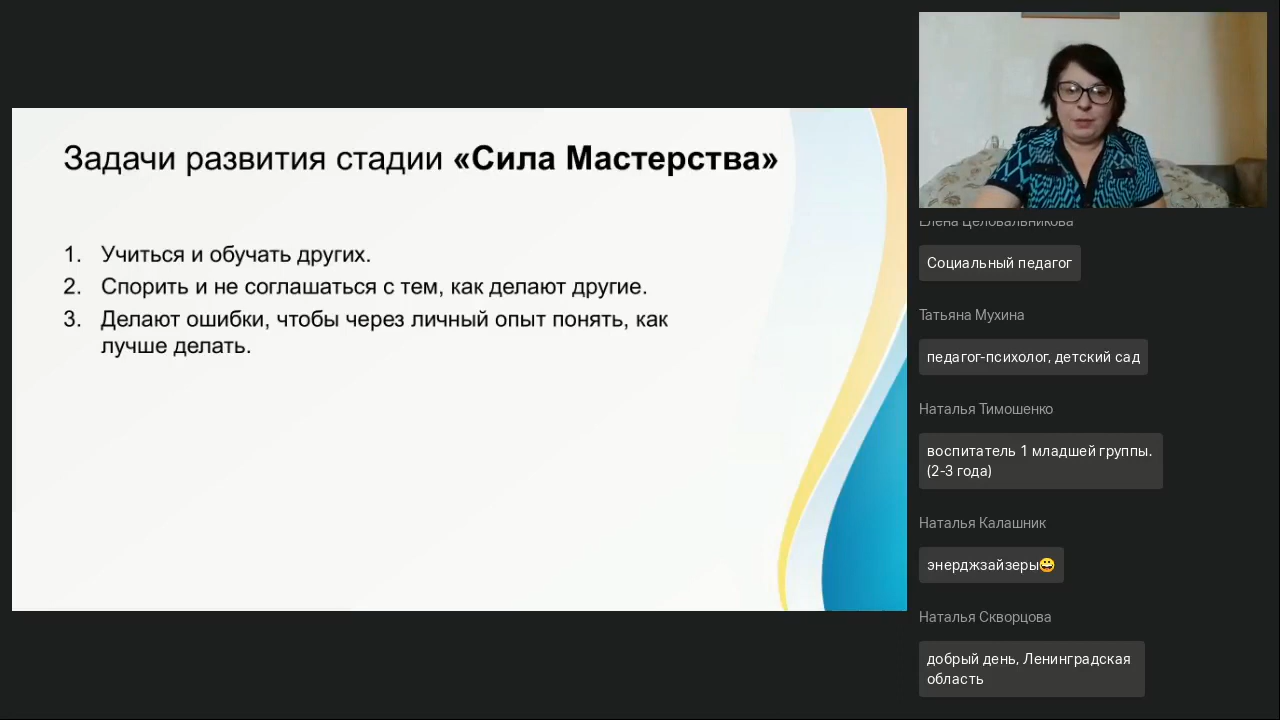 Задачи развития стадии «Сила Мастерства»
1. Учиться и обучать других.
2. Спорить и не соглашаться с тем, как делают другие.
3. Делают ошибки, чтобы через личный опыт понять, как
лучше делать.
Елена Целовальникова
Социальный педагог
Татьяна Мухина
педагог-психолог, детский сад
Наталья Тимошенко
воспитатель 1 младшей группы.
(2-3 года)
Наталья Калашник
энерджзайзеры😀
Наталья Скворцова
добрый день, Ленинградская
область